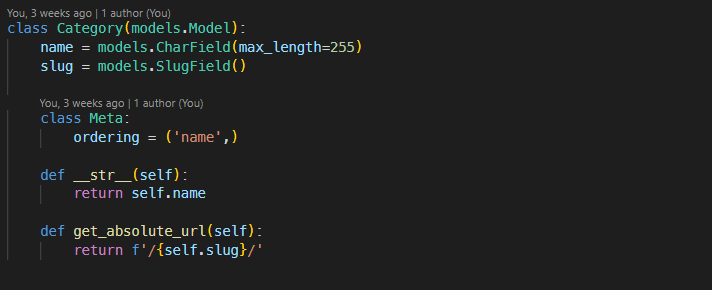 You, 3 weeks ago | 1 author (You)
class Category(models.Model):
    name = models.CharField(max_length=255)
    slug = models.SlugField()
    You, 3 weeks ago | 1 author (You)
    class Meta:
        ordering = ('name',)
    def __str__(self):
        return self.name
    def get_absolute_url(self):
        return f'/{self.slug}/'